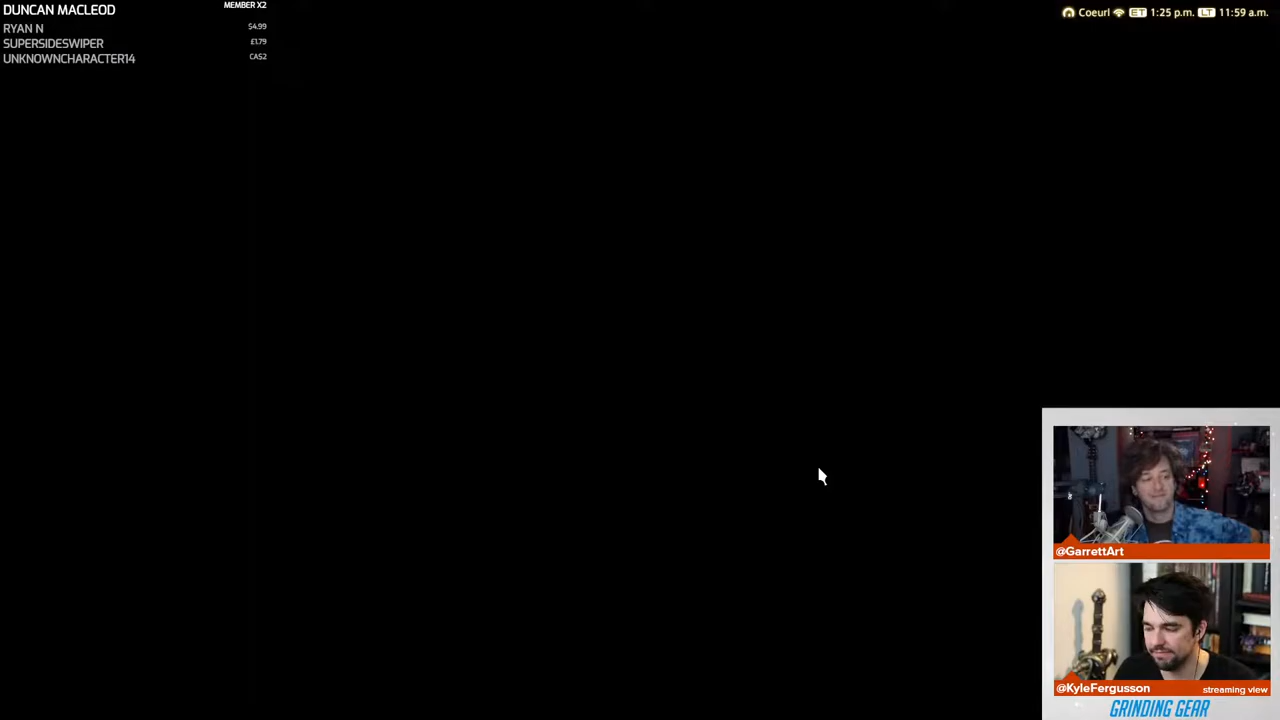 DUNCAN MACLEOD MEMBER X2
RYAN N $4.99
SUPERSIDESWIPER £1.79
UNKNOWNCHARACTER14 CA$2
Coeurl ET 1:25 p.m. LT 11:59 a.m.
@GarrettArt
@KyleFergusson streaming view
GRINDING GEAR